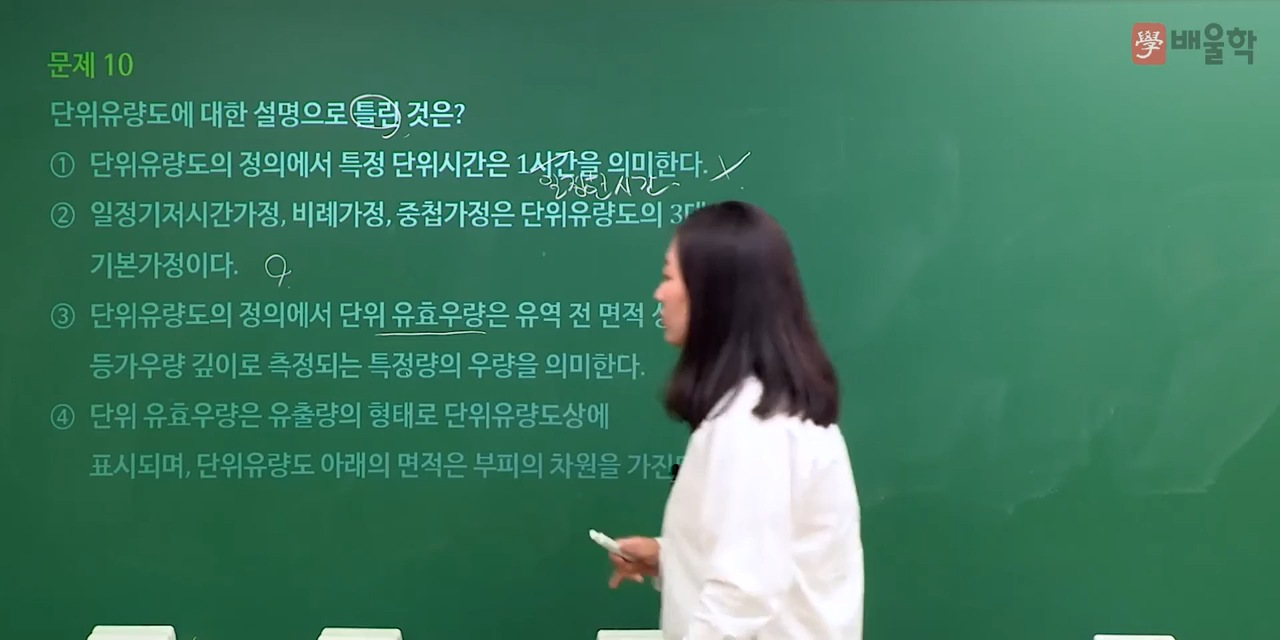 學 배울학
문제 10
단위유량도에 대한 설명으로 틀린 것은?
① 단위유량도의 정의에서 특정 단위시간은 1시간을 의미한다.
일정한 시간
② 일정기저시간가정, 비례가정, 중첩가정은 단위유량도의 3대
기본가정이다.
③ 단위유량도의 정의에서 단위 유효우량은 유역 전 면적
등가우량 깊이로 측정되는 특정량의 우량을 의미한다.
④ 단위 유효우량은 유출량의 형태로 단위유량도상에
표시되며, 단위유량도 아래의 면적은 부피의 차원을 가진